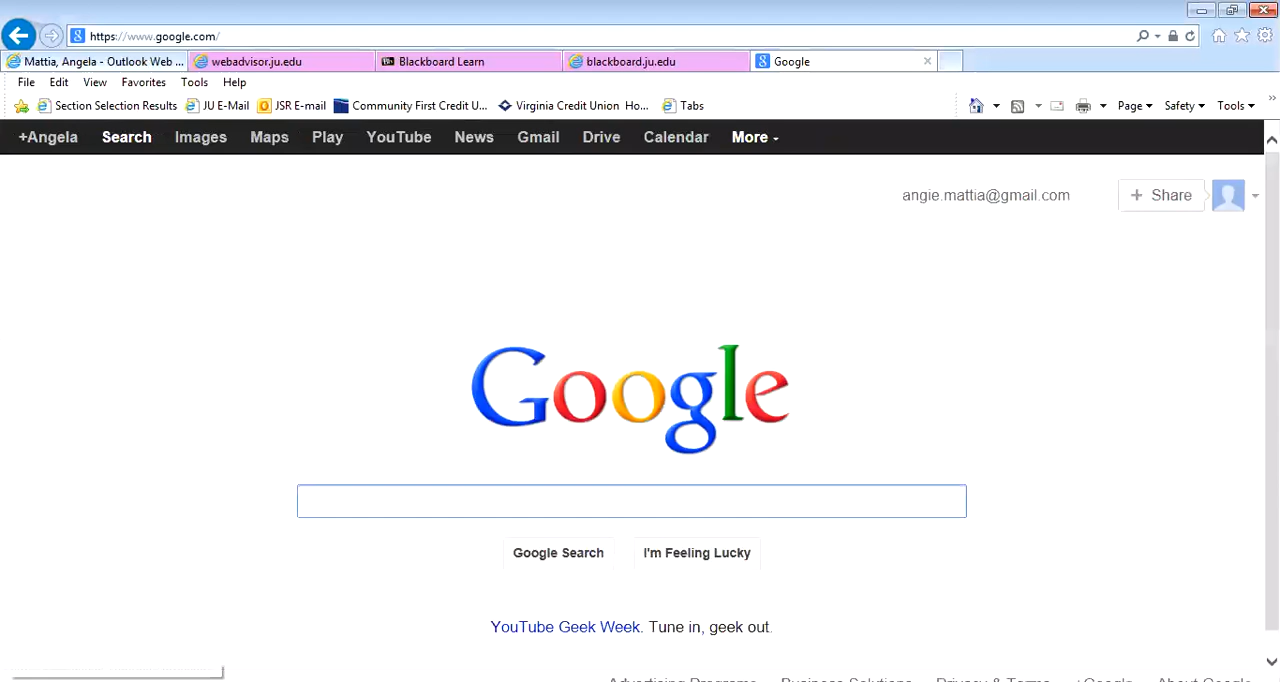 https://www.google.com/
Mattia, Angela - Outlook Web ... webadvisor.ju.edu Blackboard Learn blackboard.ju.edu Google
File Edit View Favorites Tools Help
Section Selection Results JU E-Mail JSR E-mail Community First Credit U... Virginia Credit Union Ho... Tabs Page Safety Tools
+Angela Search Images Maps Play YouTube News Gmail Drive Calendar More
angie.mattia@gmail.com + Share
Google
Google Search I'm Feeling Lucky
YouTube Geek Week. Tune in, geek out.
Advertising Programs Business Solutions Privacy & Terms +Google About Google